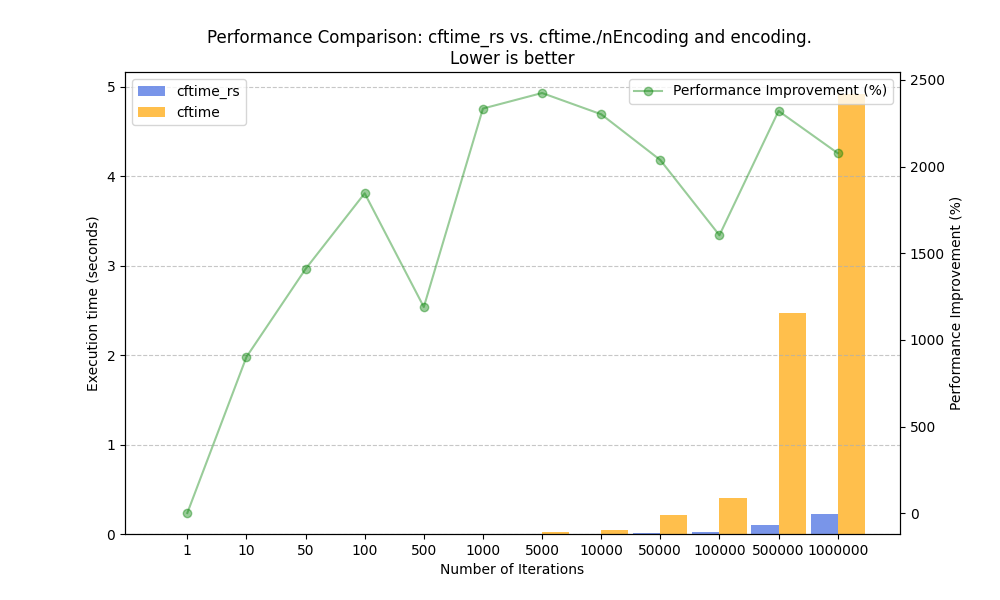 Performance Comparison: cftime_rs vs. cftime./nEncoding and encoding.
Lower is better
cftime_rs
cftime
Performance Improvement (%)
5
4
3
2
1
0
Execution time (seconds)
2500
2000
1500
1000
500
0
Performance Improvement (%)
1 10 50 100 500 1000 5000 10000 50000 100000 500000 1000000
Number of Iterations